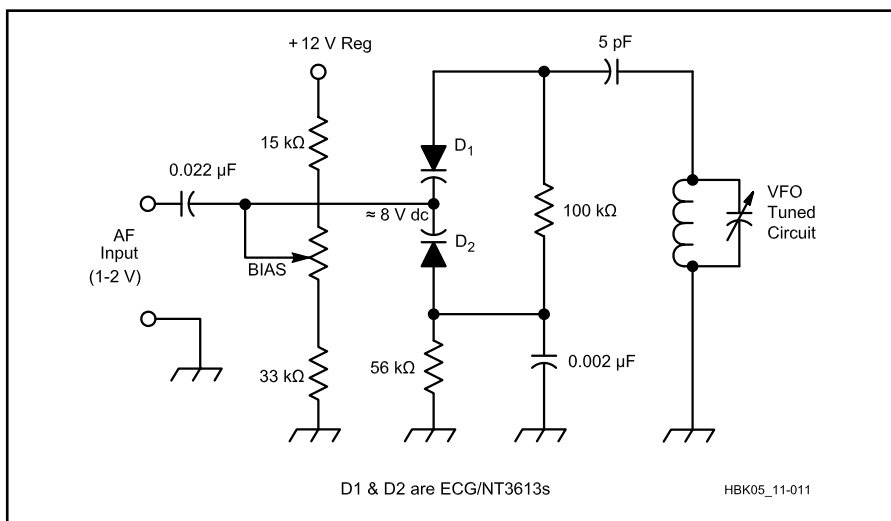 +12 V Reg
5 pF
15 kΩ
D1
0.022 µF
≈ 8 V dc
100 kΩ
VFO
Tuned
Circuit
AF
Input
(1-2 V)
BIAS
D2
33 kΩ
56 kΩ
0.002 µF
D1 & D2 are ECG/NT3613s
HBK05_11-011